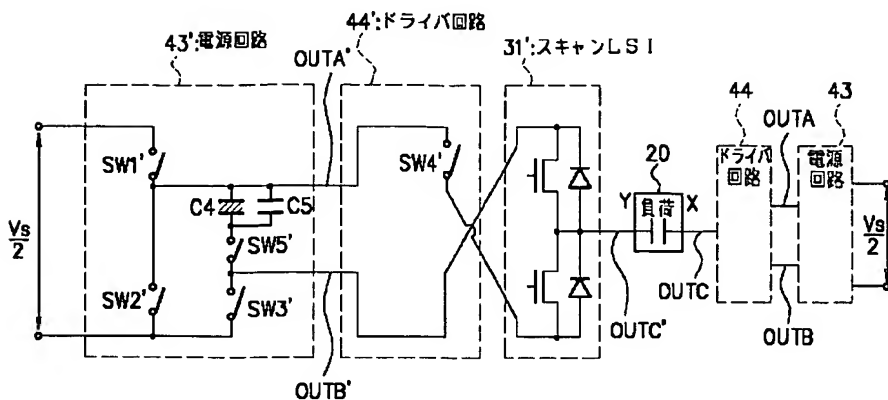 43':電源回路
44':ドライバ回路
31':スキャンLSI
OUTA'
44
OUTA
43
SW1'
SW4'
C4
C5
20
ドライバ
回路
電源
回路
Vs
2
Y
負荷
X
Vs
2
SW5'
SW2'
SW3'
OUTC'
OUTC
OUTB
OUTB'